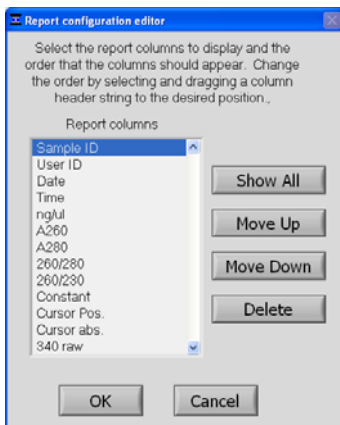 Report configuration editor
Select the report columns to display and the
order that the columns should appear. Change
the order by selecting and dragging a column
header string to the desired position.,
Report columns
Sample ID
User ID
Date
Time
ng/ul
A260
A280
260/280
260/230
Constant
Cursor Pos.
Cursor abs.
340 raw
Show All
Move Up
Move Down
Delete
OK
Cancel